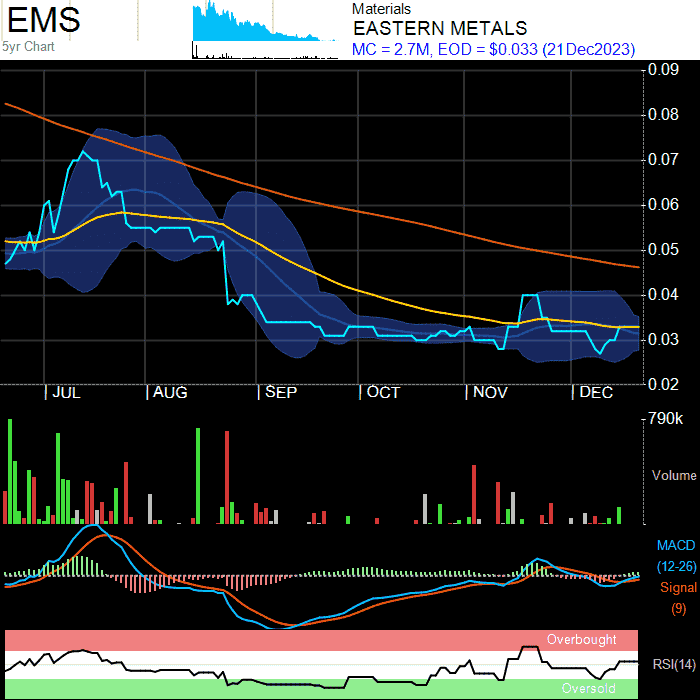 EMS
5yr Chart
Materials
EASTERN METALS
MC = 2.7M, EOD = $0.033 (21Dec2023)
0.09
0.08
0.07
0.06
0.05
0.04
0.03
0.02
JUL AUG SEP OCT NOV DEC
790k
Volume
MACD
(12-26)
Signal
(9)
Overbought
RSI(14)
Oversold